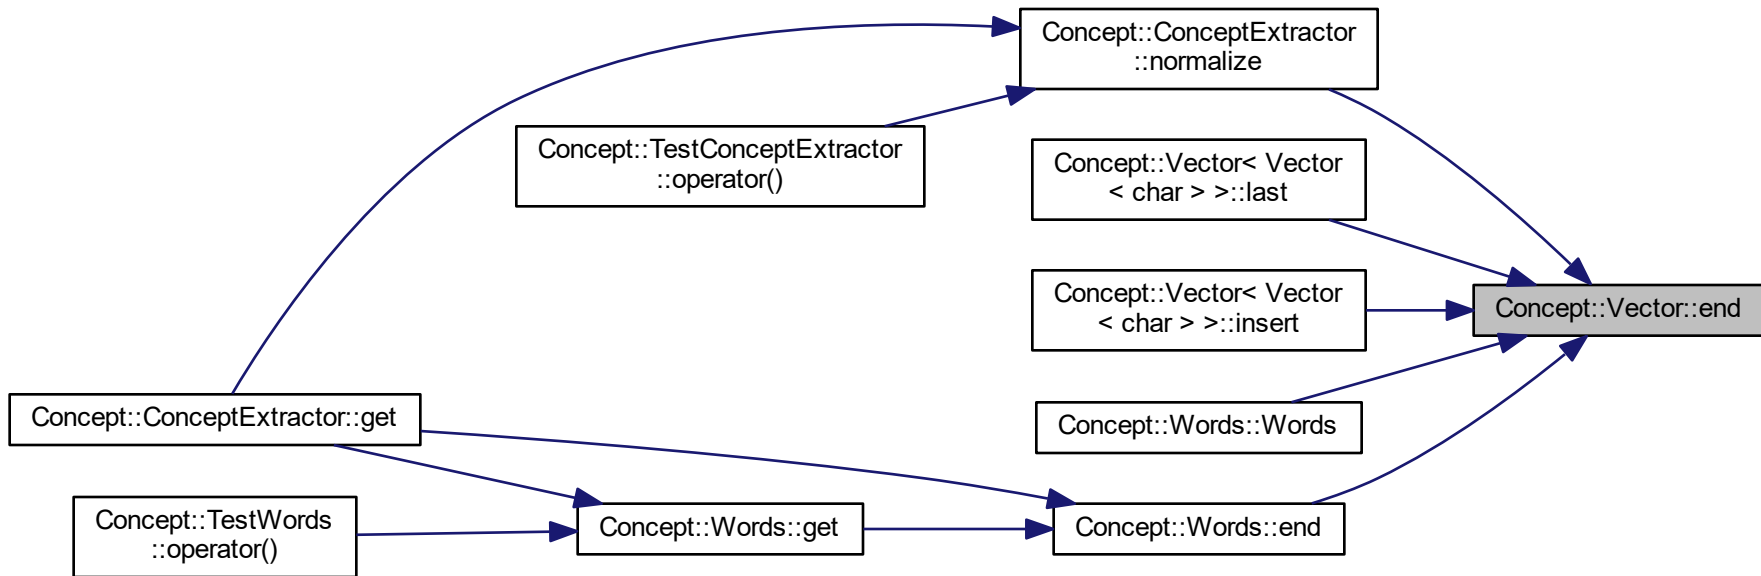 Concept::ConceptExtractor
::normalize
Concept::TestConceptExtractor
::operator()
Concept::Vector< Vector
< char > >::last
Concept::Vector< Vector
< char > >::insert
Concept::Vector::end
Concept::ConceptExtractor::get
Concept::Words::Words
Concept::TestWords
::operator()
Concept::Words::get
Concept::Words::end